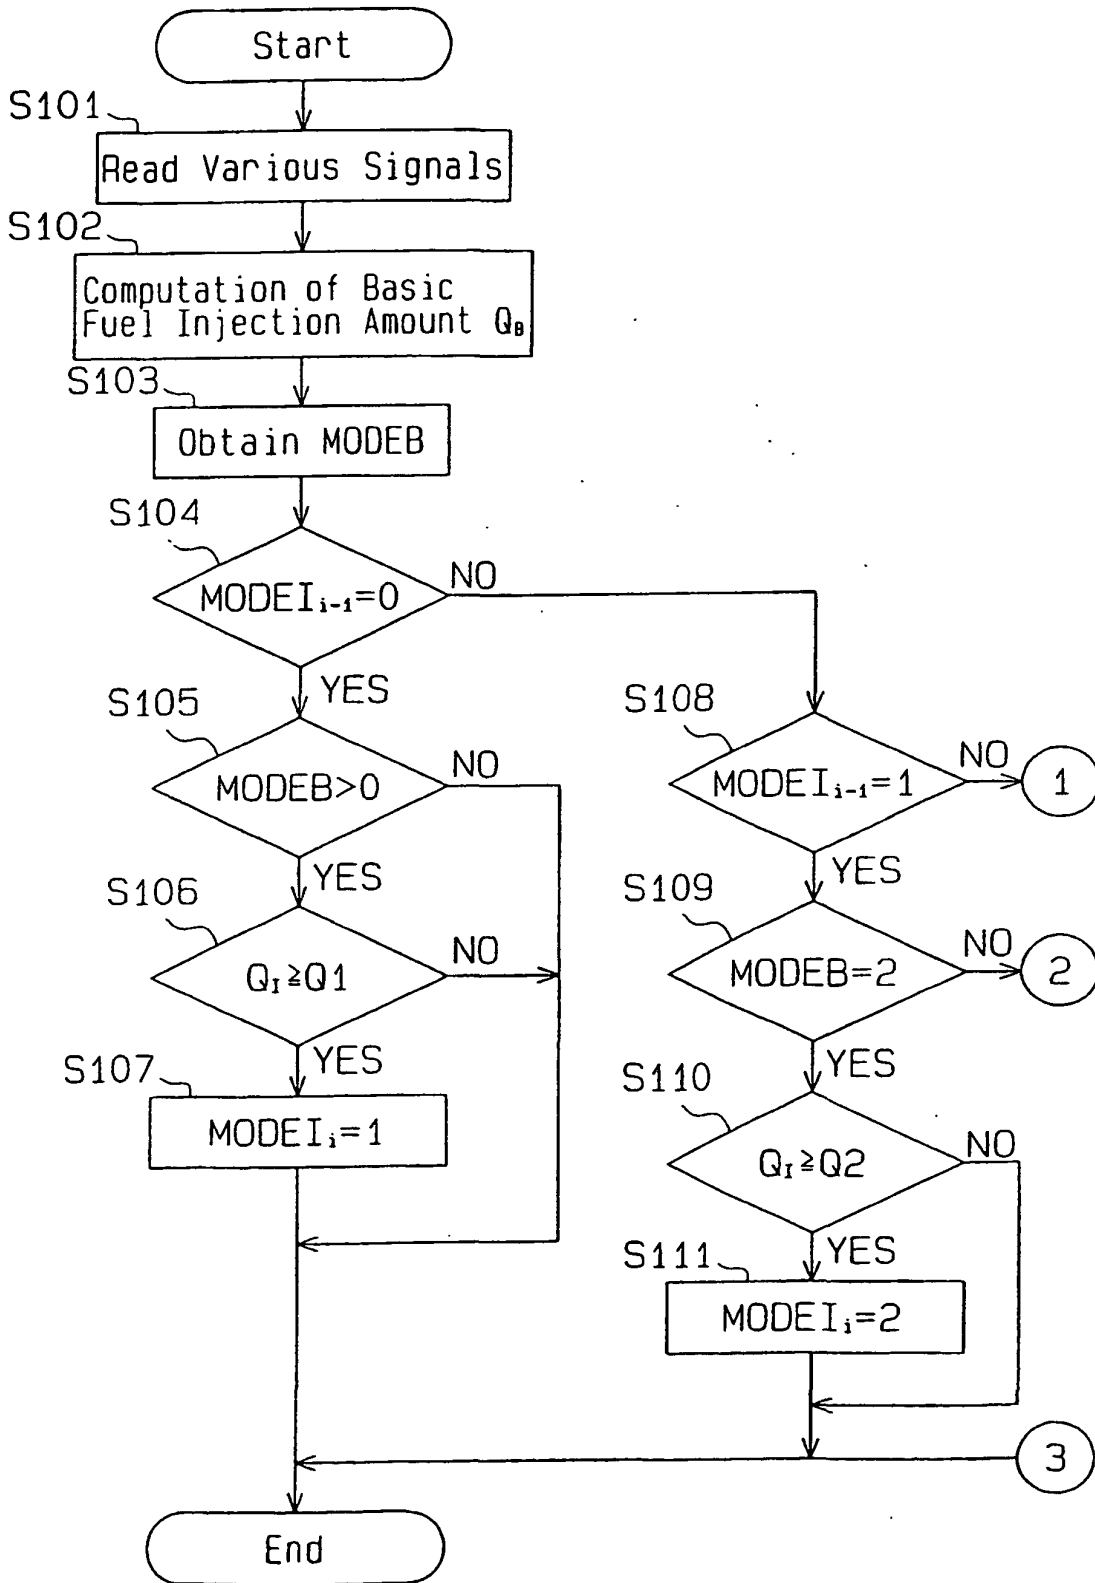 Start
S101
Read Various Signals
S102
Computation of Basic
Fuel Injection Amount QB
S103
Obtain MODEB
S104
MODEIi-1=0
NO
YES
S105
MODEB>0
NO
YES
S106
QI≧Q1
NO
YES
S107
MODEIi=1
S108
MODEIi-1=1
NO
1
YES
S109
MODEB=2
NO
2
YES
S110
QI≧Q2
NO
YES
S111
MODEIi=2
3
End